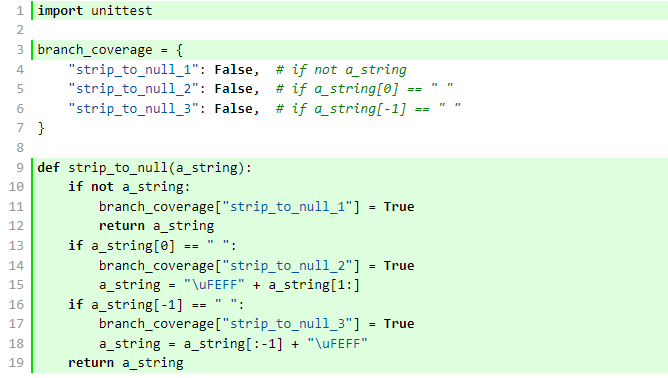 1 import unittest
2
3 branch_coverage = {
4     "strip_to_null_1": False,  # if not a_string
5     "strip_to_null_2": False,  # if a_string[0] == " "
6     "strip_to_null_3": False,  # if a_string[-1] == " "
7 }
8
9 def strip_to_null(a_string):
10     if not a_string:
11         branch_coverage["strip_to_null_1"] = True
12         return a_string
13     if a_string[0] == " ":
14         branch_coverage["strip_to_null_2"] = True
15         a_string = "\uFEFF" + a_string[1:]
16     if a_string[-1] == " ":
17         branch_coverage["strip_to_null_3"] = True
18         a_string = a_string[:-1] + "\uFEFF"
19     return a_string